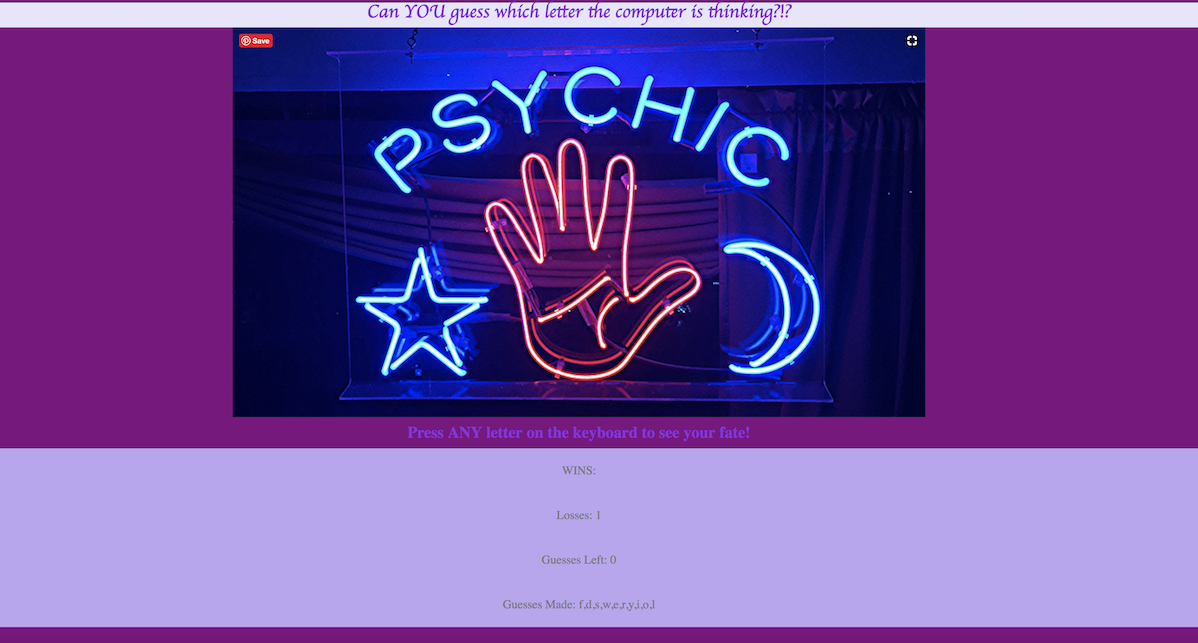 Can YOU guess which letter the computer is thinking?!?
Save
PSYCHIC
Press ANY letter on the keyboard to see your fate!
WINS:
Losses: 1
Guesses Left: 0
Guesses Made: f,d,s,w,e,r,y,i,o,l